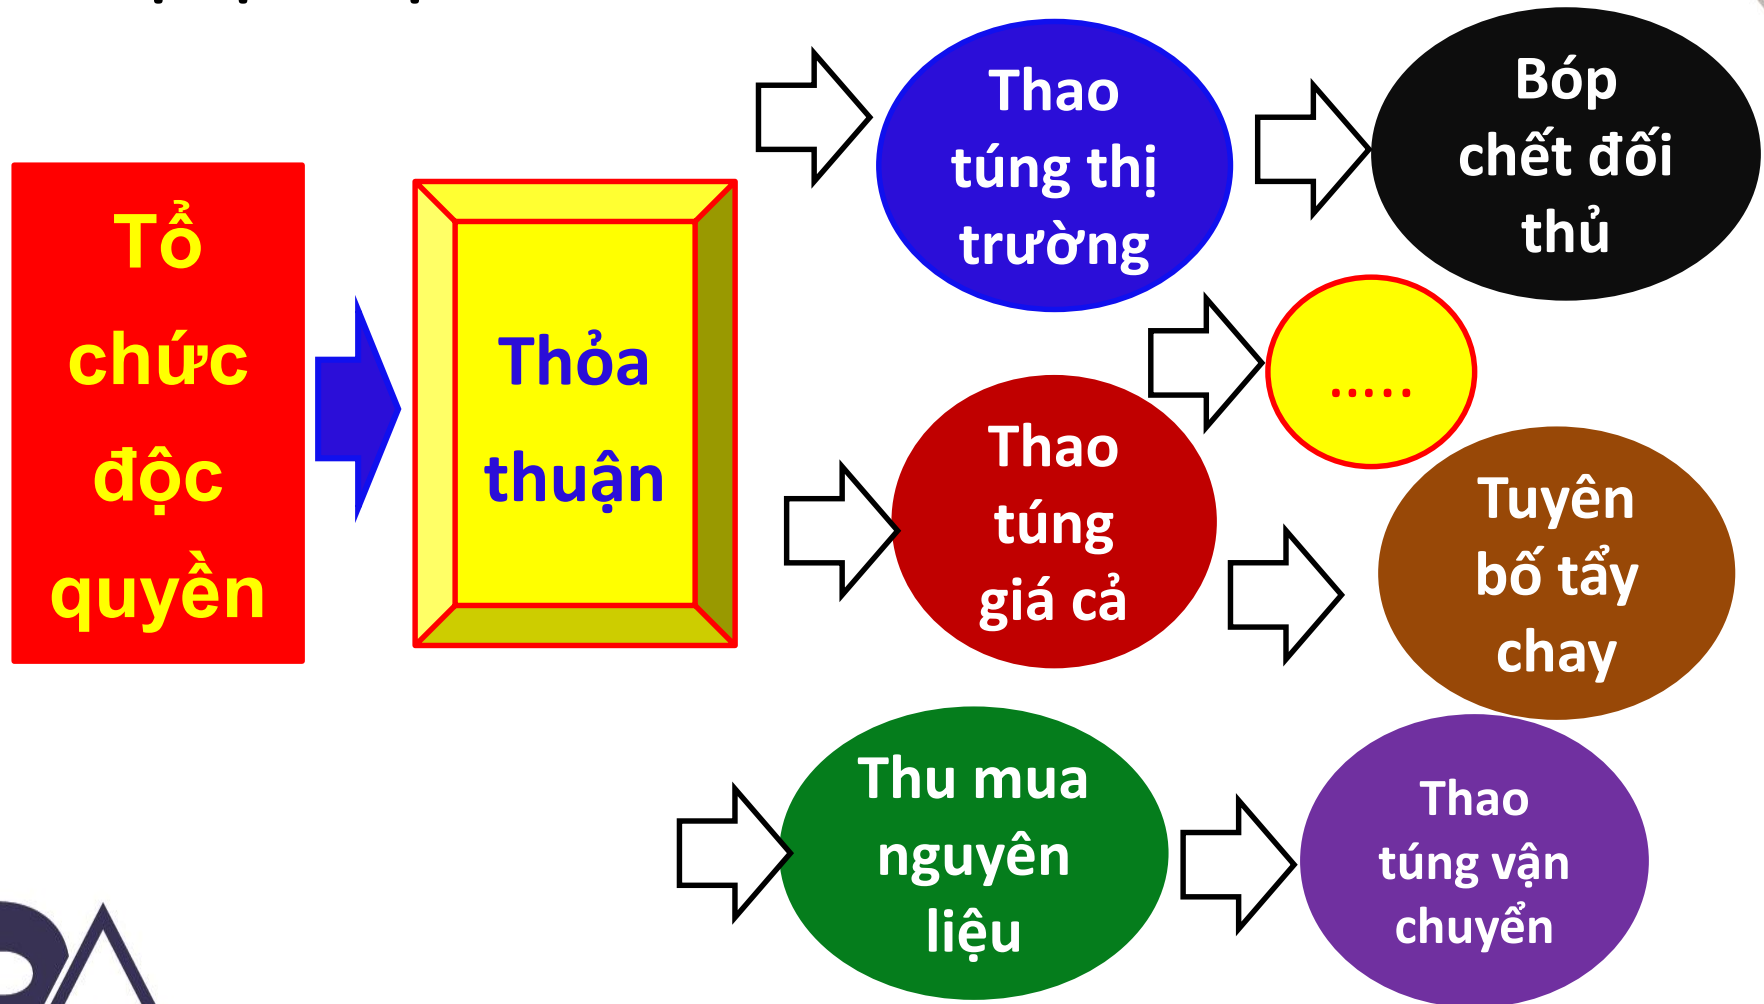 Tổ
chức
độc
quyền
Thỏa
thuận
Thao
túng thị
trường
Bóp
chết đối
thủ
.....
Thao
túng
giá cả
Tuyên
bố tẩy
chay
Thu mua
nguyên
liệu
Thao
túng vận
chuyển